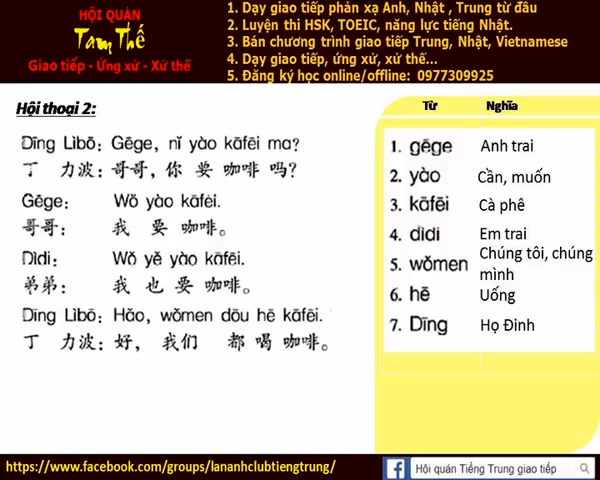 HỘI QUÁN
Tam Thế
Giao tiếp - Ứng xử - Xử thế
1. Dạy giao tiếp phản xạ Anh, Nhật , Trung từ đầu
2. Luyện thi HSK, TOEIC, năng lực tiếng Nhật.
3. Bán chương trình giao tiếp Trung, Nhật, Vietnamese
4. Dạy giao tiếp, ứng xử, xử thế...
5. Đăng ký học online/offline: 0977309925
Hội thoại 2:
Dīng Lìbō: Gēge, nǐ yào kāfēi ma?
丁 力波: 哥哥, 你 要 咖啡 吗?
Gēge: Wǒ yào kāfēi.
哥哥: 我 要 咖啡。
Dìdi: Wǒ yě yào kāfēi.
弟弟: 我 也 要 咖啡。
Dīng Lìbō: Hǎo, wǒmen dōu hē kāfēi.
丁 力波: 好, 我们 都 喝 咖啡。
Từ Nghĩa
1. gēge Anh trai
2. yào Cần, muốn
3. kāfēi Cà phê
4. dìdi Em trai
5. wǒmen Chúng tôi, chúng mình
6. hē Uống
7. Dīng Họ Đinh
https://www.facebook.com/groups/lananhclubtiengtrung/
f Hội quán Tiếng Trung giao tiếp